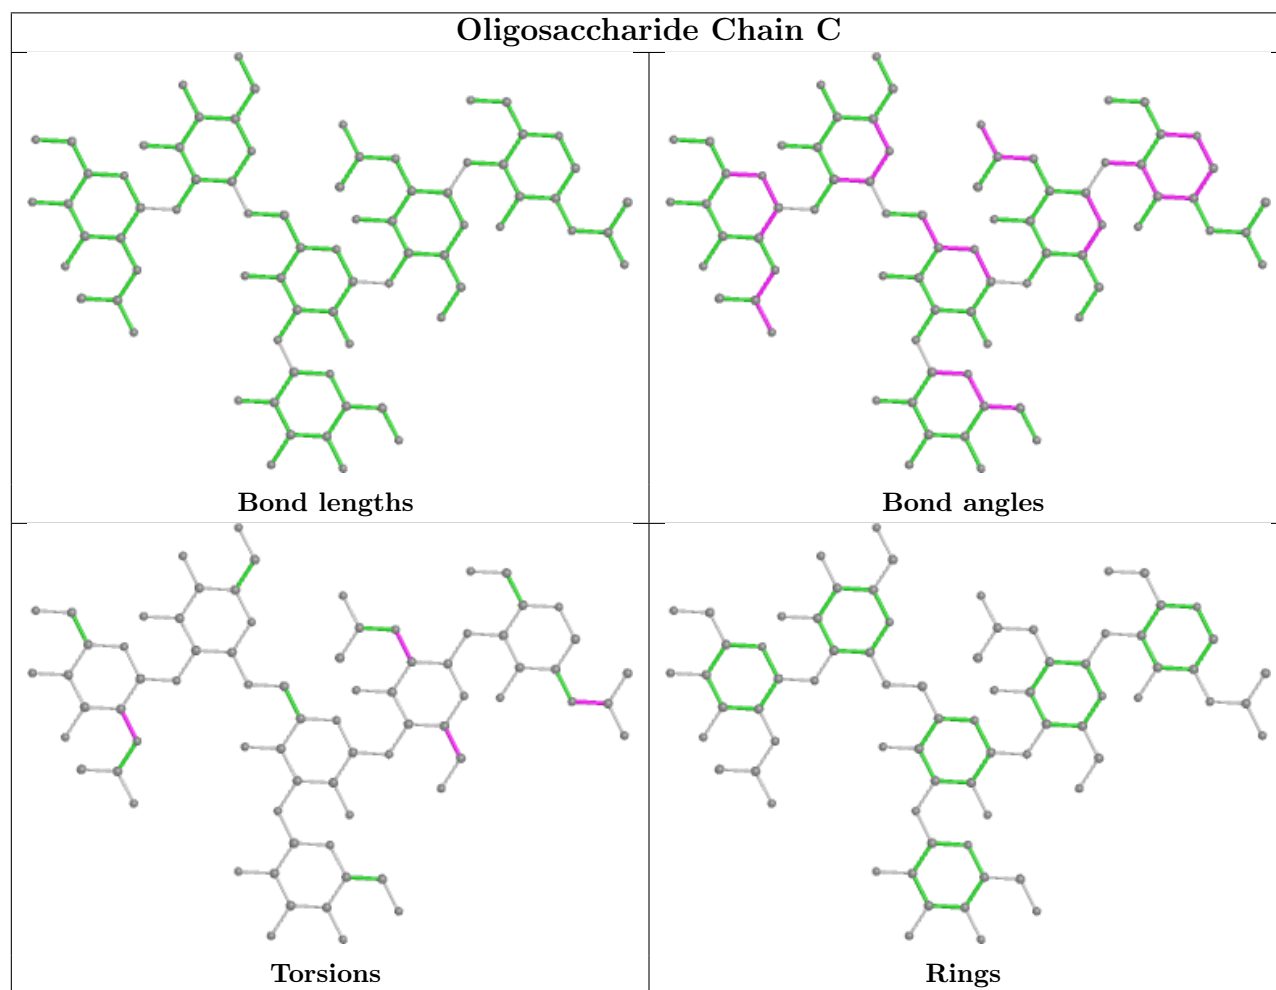 Oligosaccharide Chain C
Bond lengths
Bond angles
Torsions
Rings